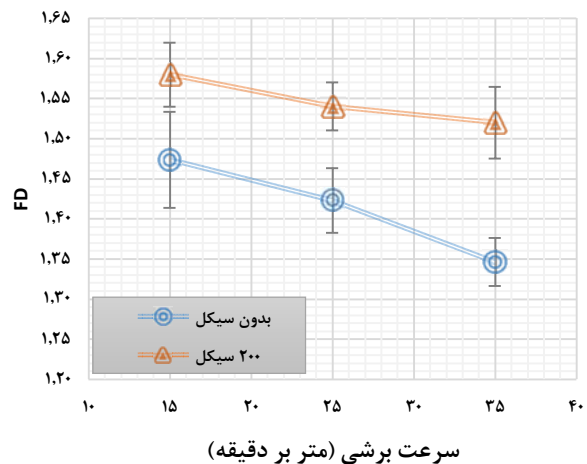 ۱,۶۵
۱,۶۰
۱,۵۵
۱,۵۰
۱,۴۵
۱,۴۰
۱,۳۵
۱,۳۰
۱,۲۵
۱,۲۰
FD
بدون سیکل
۲۰۰ سیکل
۱۰ ۱۵ ۲۰ ۲۵ ۳۰ ۳۵ ۴۰
سرعت برشی (متر بر دقیقه)